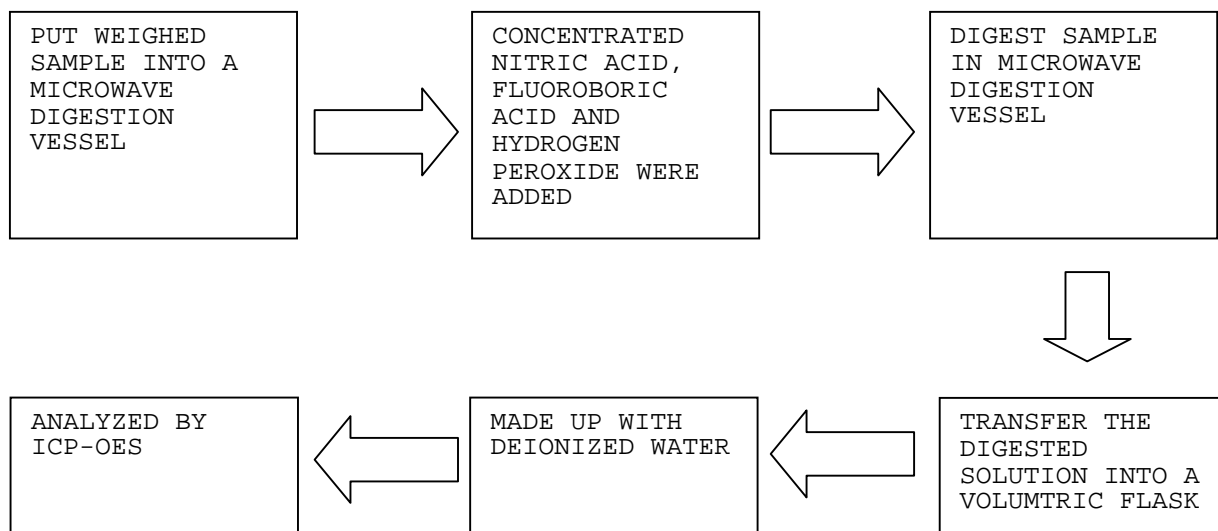 PUT WEIGHED
SAMPLE INTO A
MICROWAVE
DIGESTION
VESSEL
CONCENTRATED
NITRIC ACID,
FLUOROBORIC
ACID AND
HYDROGEN
PEROXIDE WERE
ADDED
DIGEST SAMPLE
IN MICROWAVE
DIGESTION
VESSEL
TRANSFER THE
DIGESTED
SOLUTION INTO A
VOLUMTRIC FLASK
MADE UP WITH
DEIONIZED WATER
ANALYZED BY
ICP-OES